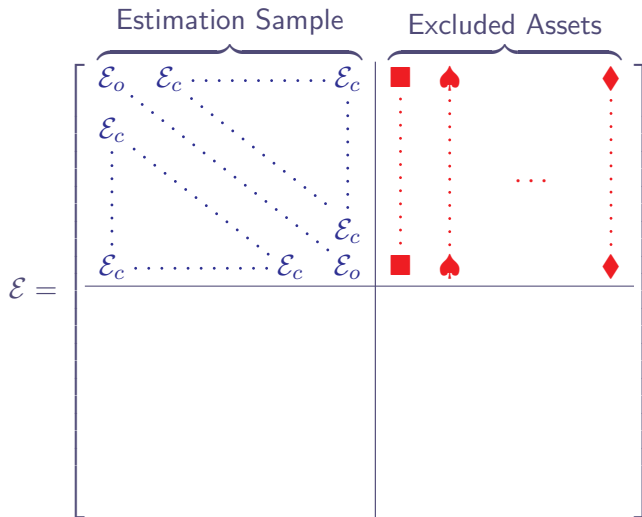 Estimation Sample Excluded Assets
ℰo ℰc ℰc ■ ♠ ♦
ℰc
...
ℰc
ℰc ℰc ℰo ■ ♠ ♦
ℰ =